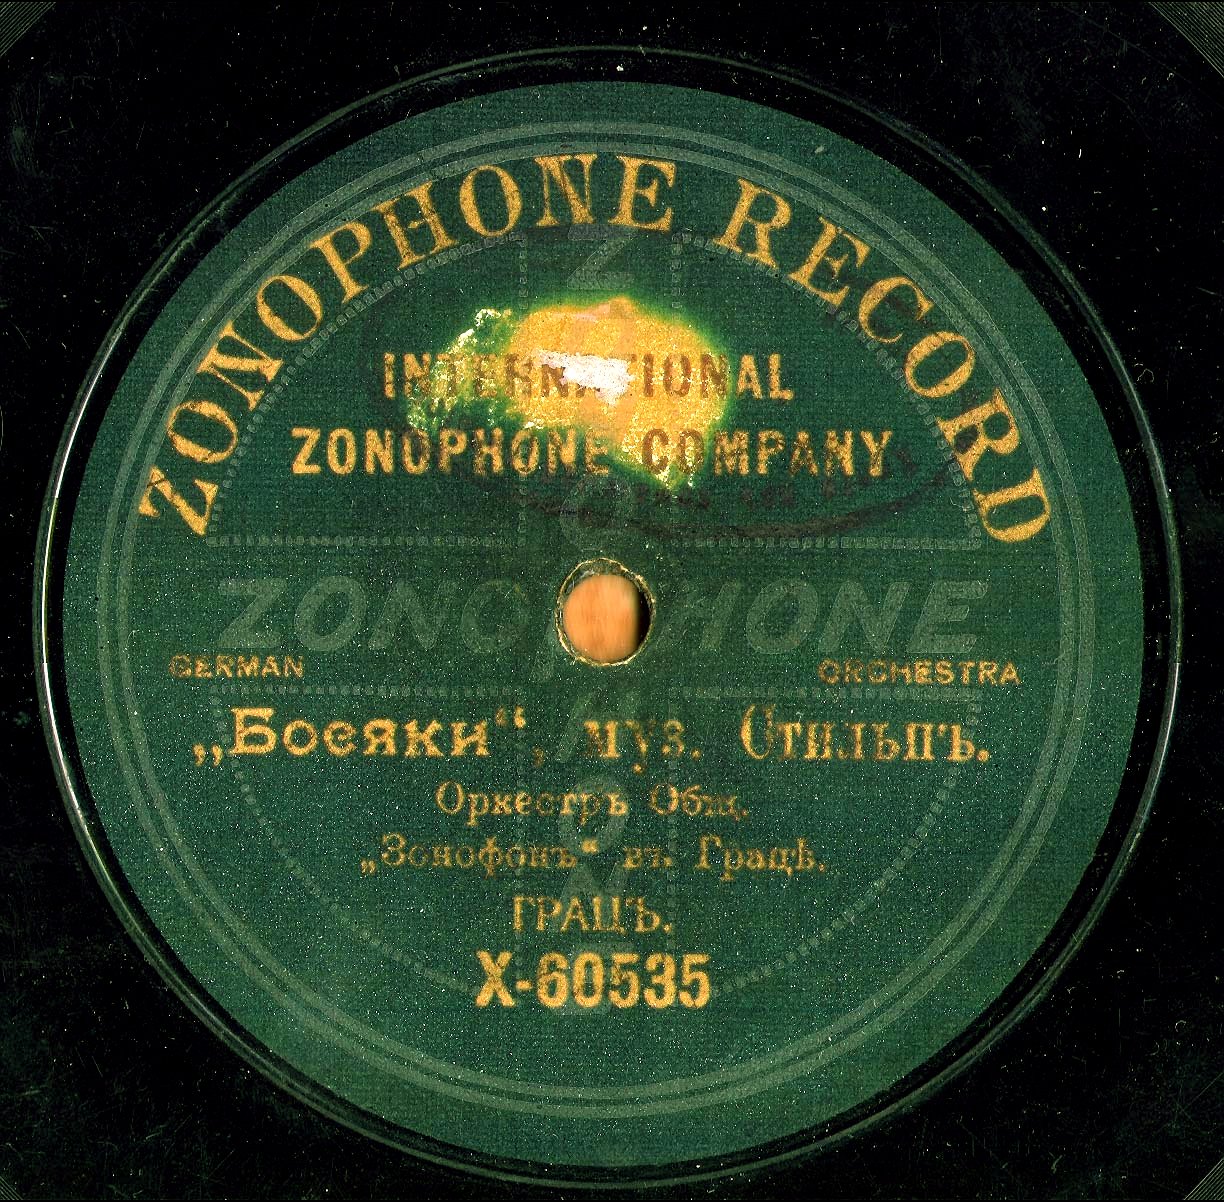 ZONOPHONE RECORD
INTERNATIONAL
ZONOPHONE COMPANY
ZONOPHONE
GERMAN ORCHESTRA
„Босяки“, муз. Стильпъ.
Оркестръ Общ.
„Зонофонъ“ въ Грацѣ.
ГРАЦЪ.
X-60535